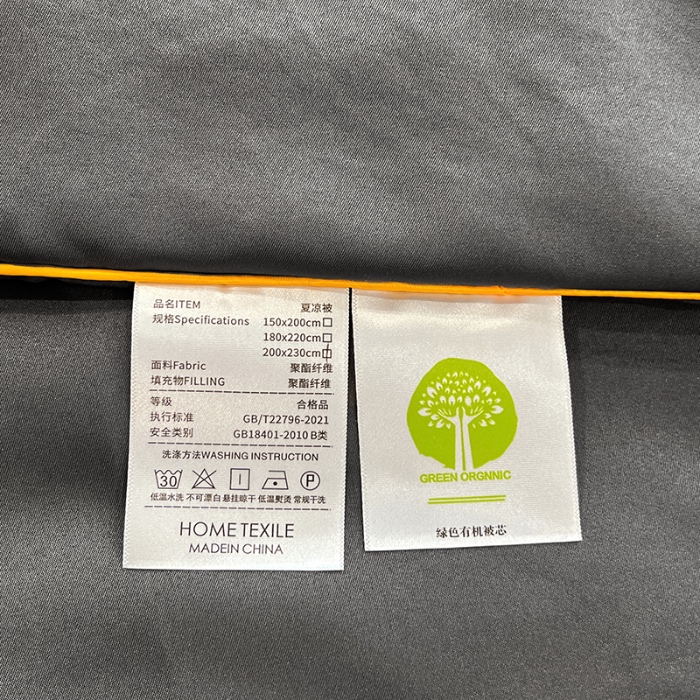 品名ITEM 夏凉被
规格Specifications 150x200cm□
180x220cm□
200x230cm□
面料Fabric 聚酯纤维
填充物FILLING 聚酯纤维
等级 合格品
执行标准 GB/T22796-2021
安全类别 GB18401-2010 B类
洗涤方法WASHING INSTRUCTION
30 P
低温水洗 不可漂白 悬挂晾干 低温熨烫 常规干洗
HOME TEXILE
MADEIN CHINA
GREEN ORGNNIC
绿色有机被芯